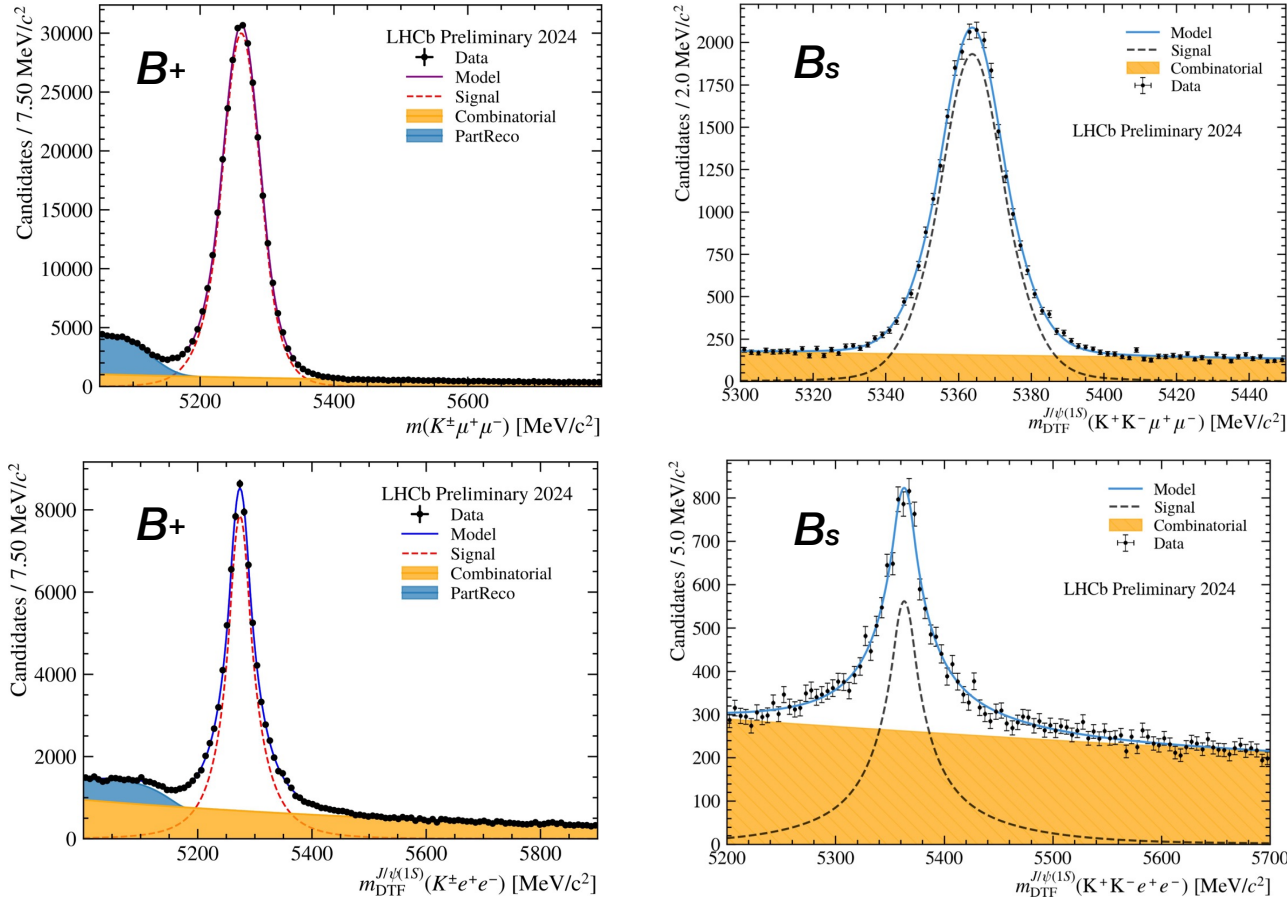 Candidates / 7.50 MeV/c²
30000
25000
20000
15000
10000
5000
0
B+
LHCb Preliminary 2024
Data
Model
Signal
Combinatorial
PartReco
5200 5400 5600
m(K±μ+μ−) [MeV/c²]
Candidates / 2.0 MeV/c²
2000
1750
1500
1250
1000
750
500
250
0
Bs
Model
Signal
Combinatorial
Data
LHCb Preliminary 2024
5300 5320 5340 5360 5380 5400 5420 5440
m_DTF^J/ψ(1S)(K+K−μ+μ−) [MeV/c²]
Candidates / 7.50 MeV/c²
8000
6000
4000
2000
0
B+
LHCb Preliminary 2024
Data
Model
Signal
Combinatorial
PartReco
5200 5400 5600 5800
m_DTF^J/ψ(1S)(K±e+e−) [MeV/c²]
Candidates / 5.0 MeV/c²
800
700
600
500
400
300
200
100
0
Bs
Model
Signal
Combinatorial
Data
LHCb Preliminary 2024
5200 5300 5400 5500 5600 5700
m_DTF^J/ψ(1S)(K+K−e+e−) [MeV/c²]